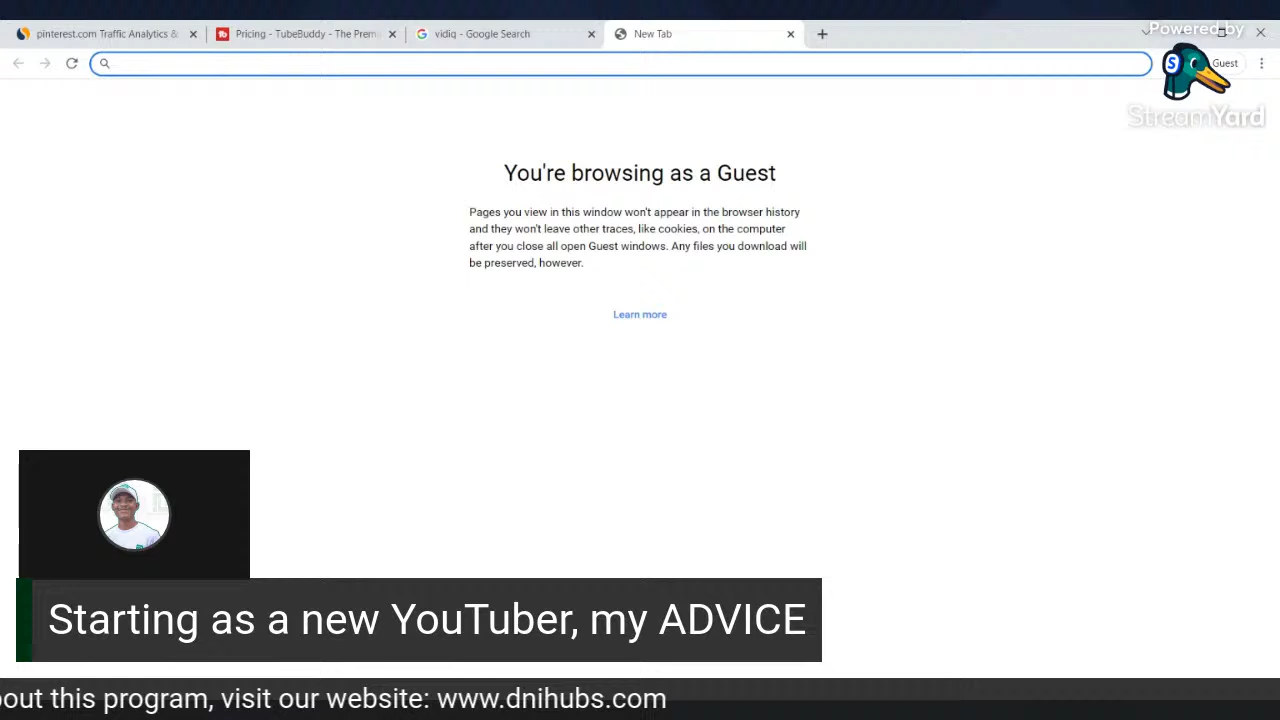 pinterest.com Traffic Analytics &
Pricing - TubeBuddy - The Prem
vidiq - Google Search
New Tab
Powered by
Guest
StreamYard
You're browsing as a Guest
Pages you view in this window won't appear in the browser history
and they won't leave other traces, like cookies, on the computer
after you close all open Guest windows. Any files you download will
be preserved, however.
Learn more
Starting as a new YouTuber, my ADVICE
out this program, visit our website: www.dnihubs.com